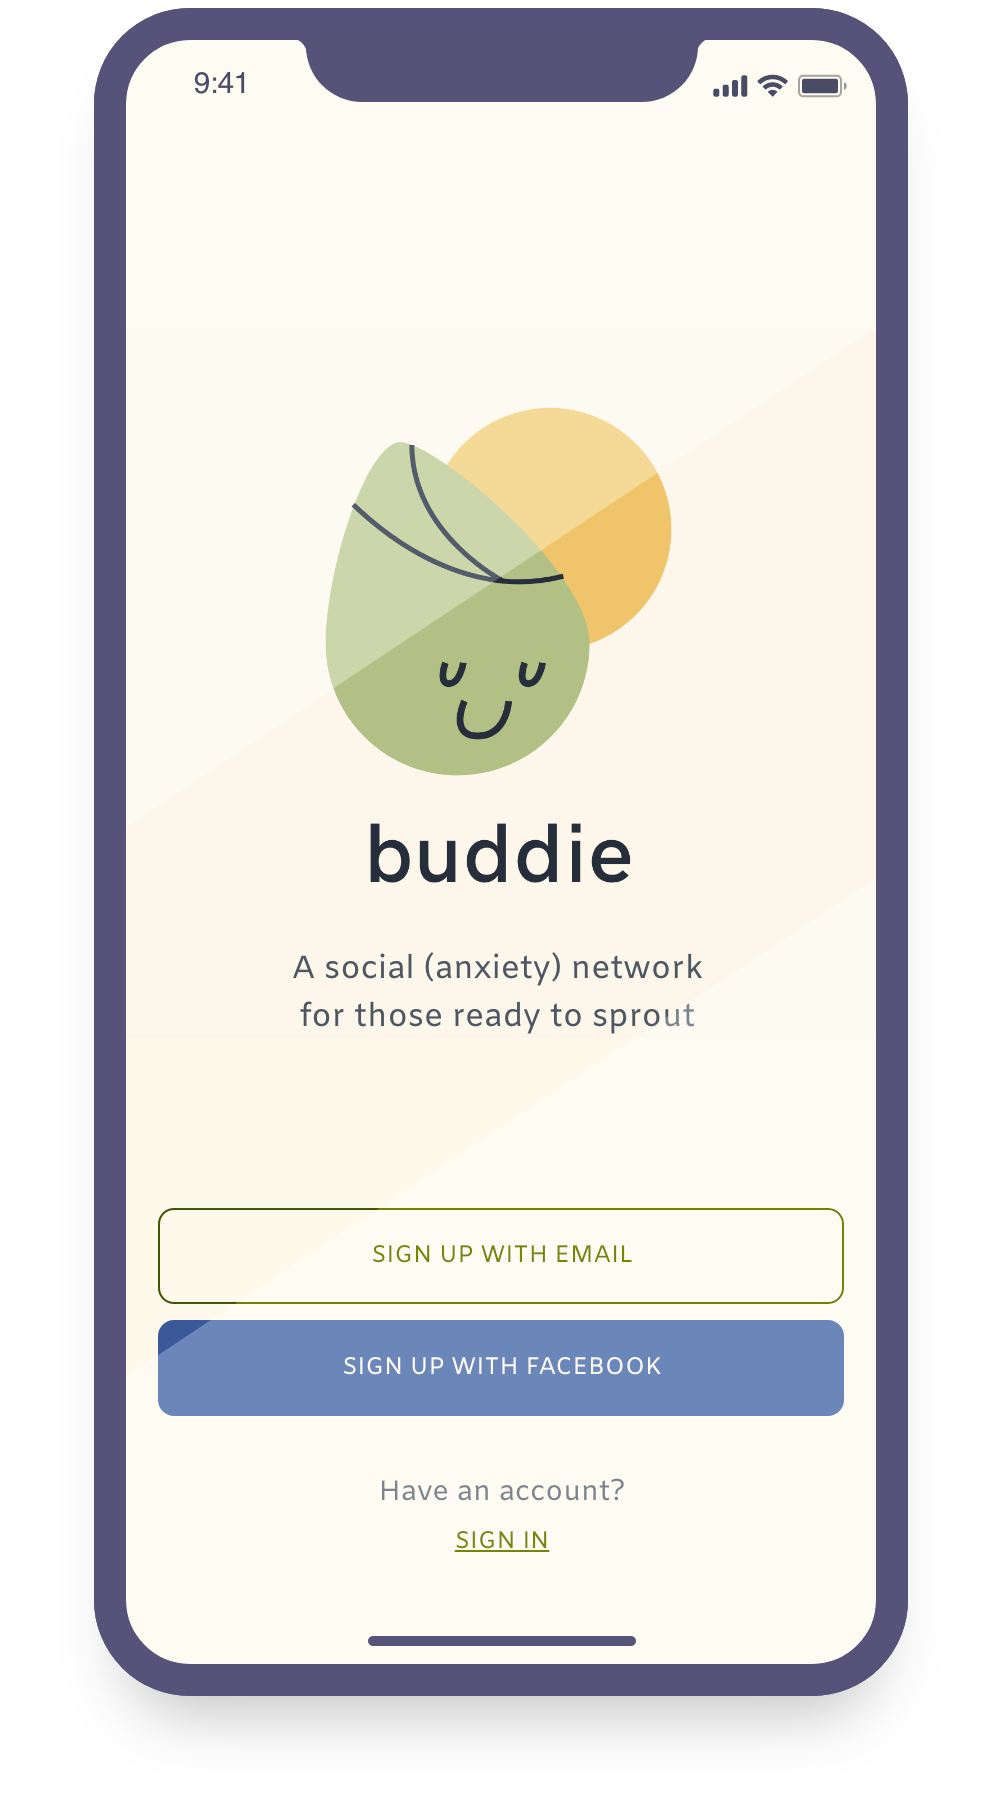 9:41
buddie
A social (anxiety) network
for those ready to sprout
SIGN UP WITH EMAIL
SIGN UP WITH FACEBOOK
Have an account?
SIGN IN